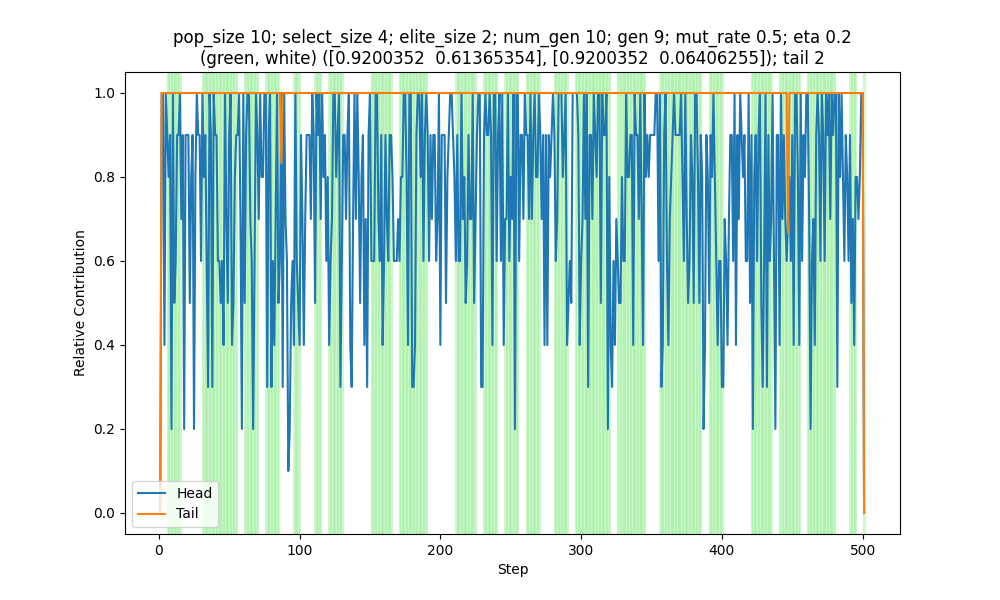 pop_size 10; select_size 4; elite_size 2; num_gen 10; gen 9; mut_rate 0.5; eta 0.2
(green, white) ([0.9200352  0.61365354], [0.9200352  0.06406255]); tail 2
1.0
0.8
0.6
0.4
0.2
0.0
Relative Contribution
Head
Tail
0
100
200
300
400
500
Step